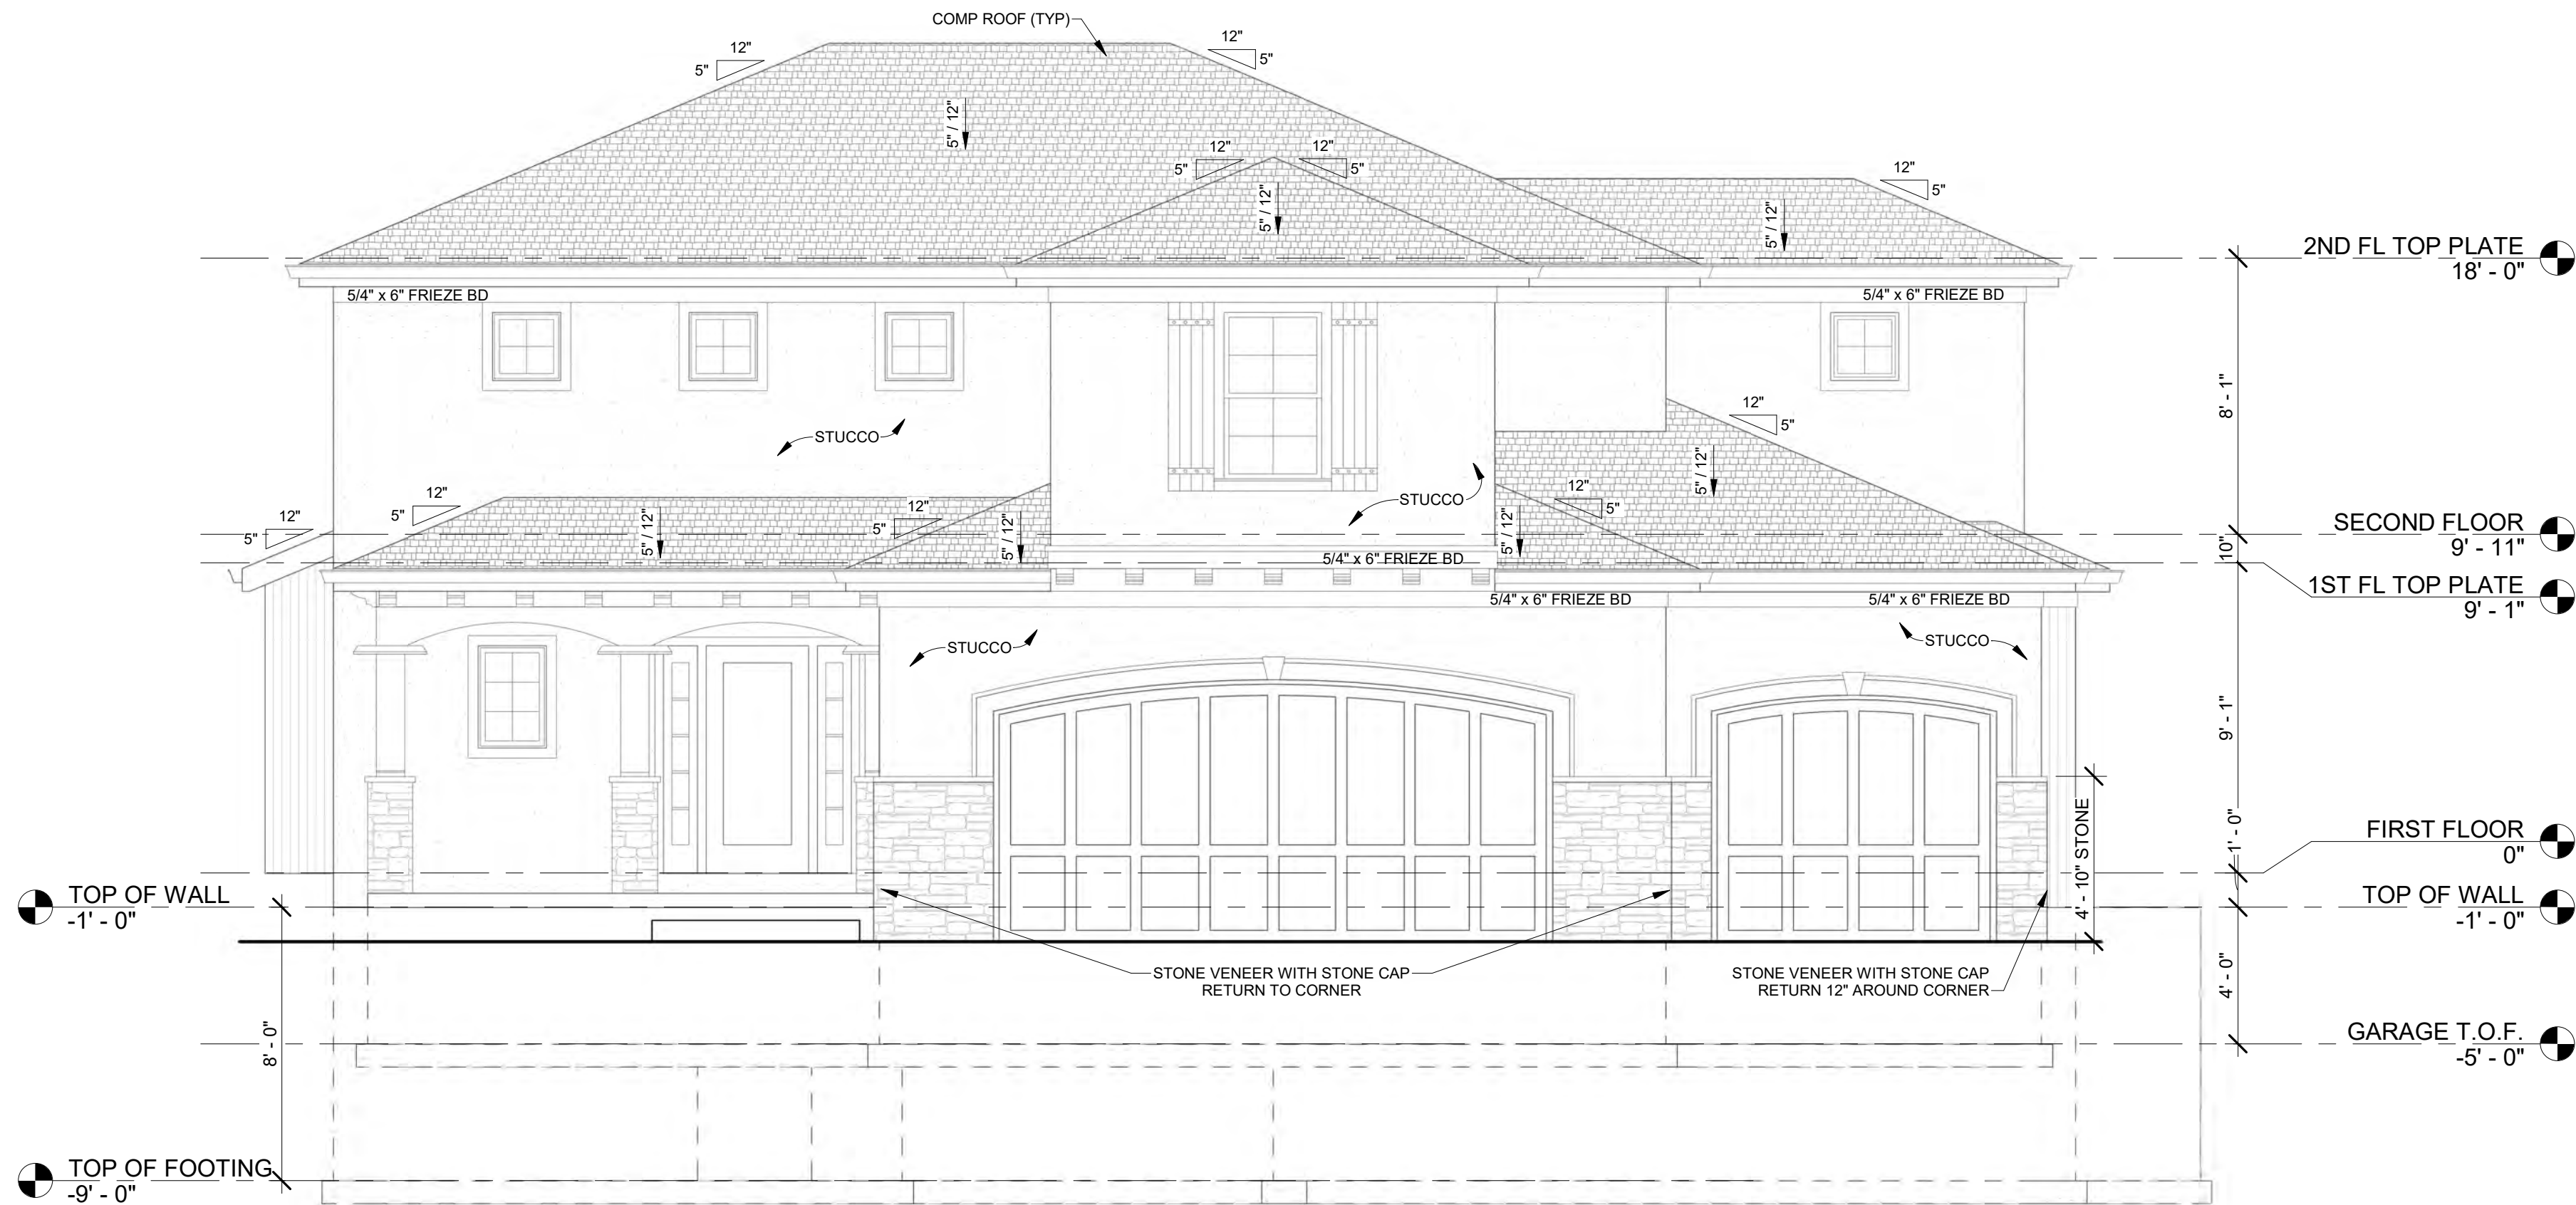 COMP ROOF (TYP)
12"
5"
12"
5"
5" / 12"
12"
5"
12"
5"
5" / 12"
12"
5"
5" / 12"
2ND FL TOP PLATE
18' - 0"
5/4" x 6" FRIEZE BD
5/4" x 6" FRIEZE BD
8' - 1"
STUCCO
STUCCO
12"
5"
5" / 12"
12"
5"
12"
5"
5" / 12"
12"
5"
5" / 12"
12"
5"
5" / 12"
SECOND FLOOR
9' - 11"
10"
5/4" x 6" FRIEZE BD
1ST FL TOP PLATE
9' - 1"
5/4" x 6" FRIEZE BD
5/4" x 6" FRIEZE BD
STUCCO
STUCCO
9' - 1"
4' - 10" STONE
1' - 0"
FIRST FLOOR
0"
TOP OF WALL
-1' - 0"
TOP OF WALL
-1' - 0"
STONE VENEER WITH STONE CAP
RETURN TO CORNER
STONE VENEER WITH STONE CAP
RETURN 12" AROUND CORNER
4' - 0"
8' - 0"
GARAGE T.O.F.
-5' - 0"
TOP OF FOOTING
-9' - 0"